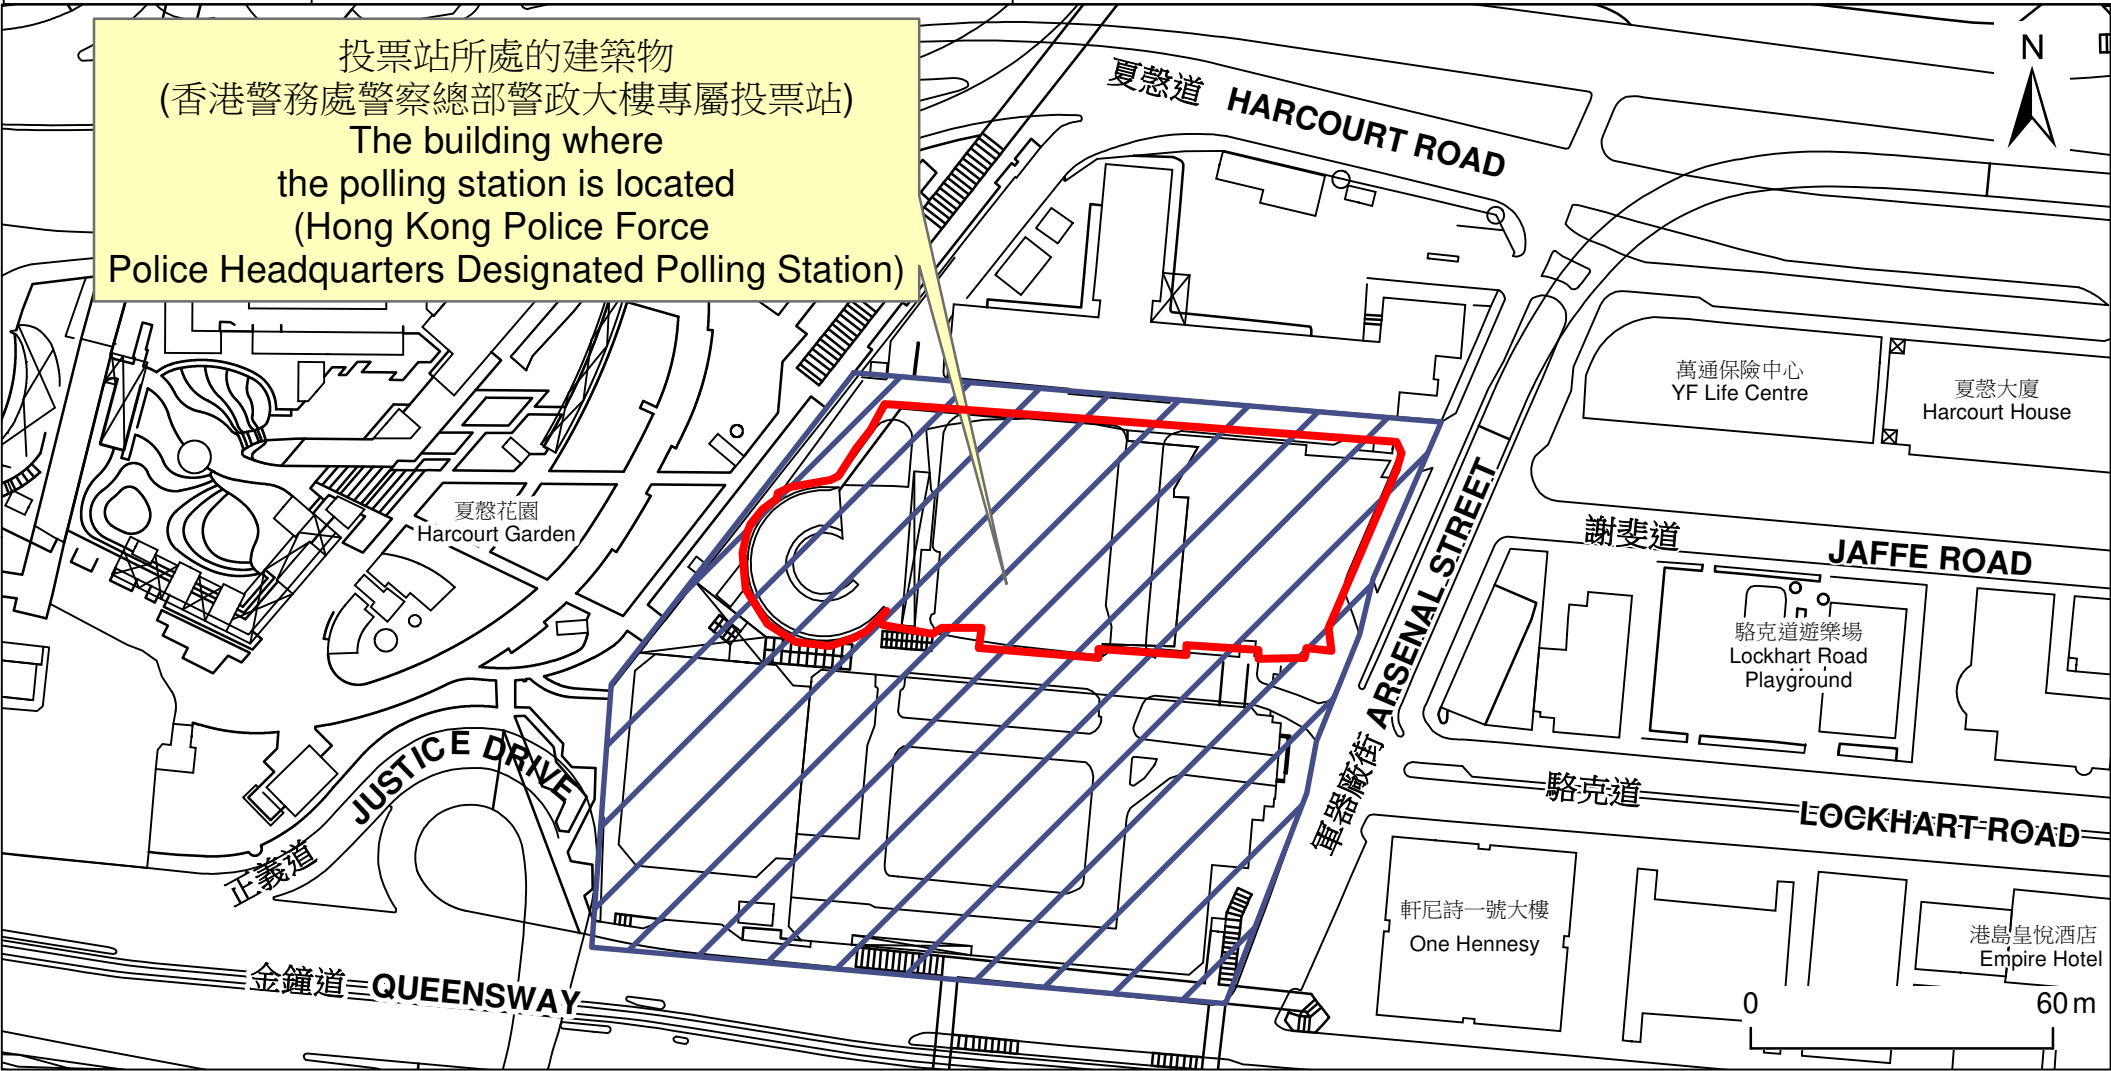 投票站所處的建築物
(香港警務處警察總部警政大樓專屬投票站)
The building where
the polling station is located
(Hong Kong Police Force
Police Headquarters Designated Polling Station)
夏慤道 HARCOURT ROAD
N
萬通保險中心
YF Life Centre
夏慤大廈
Harcourt House
夏慤花園
Harcourt Garden
謝斐道 JAFFE ROAD
軍器廠街 ARSENAL STREET
駱克道遊樂場
Lockhart Road
Playground
正義道 JUSTICE DRIVE
駱克道 LOCKHART ROAD
軒尼詩一號大樓
One Hennesy
港島皇悅酒店
Empire Hotel
金鐘道 QUEENSWAY
0 60 m